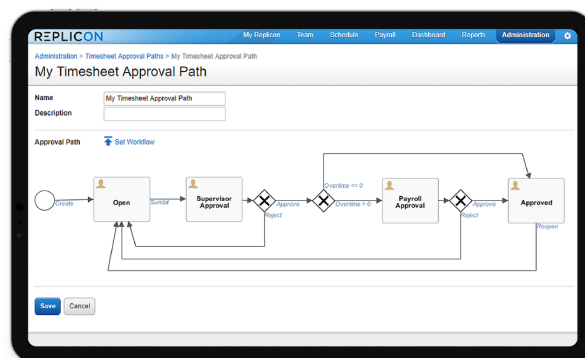 REPLICON
My Replicon Team Schedule Payroll Dashboard Reports Administration
Administration > Timesheet Approval Paths > My Timesheet Approval Path
My Timesheet Approval Path
Name My Timesheet Approval Path
Description
Approval Path Set Workflow
Overtime <= 0
Create
Open
Sumbit
Supervisor
Approval
Approve
Reject
Overtime > 0
Payroll
Approval
Approve
Reject
Approved
Reopen
Save Cancel